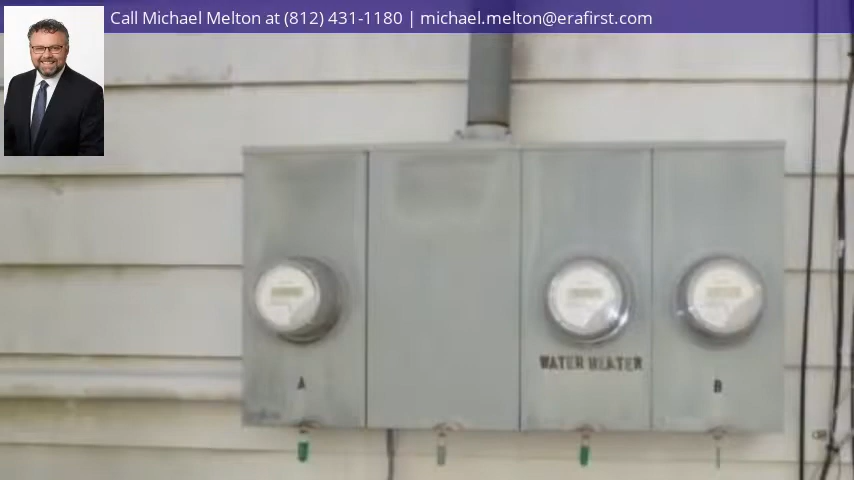 Call Michael Melton at (812) 431-1180 | michael.melton@erafirst.com
WATER HEATER
A
B